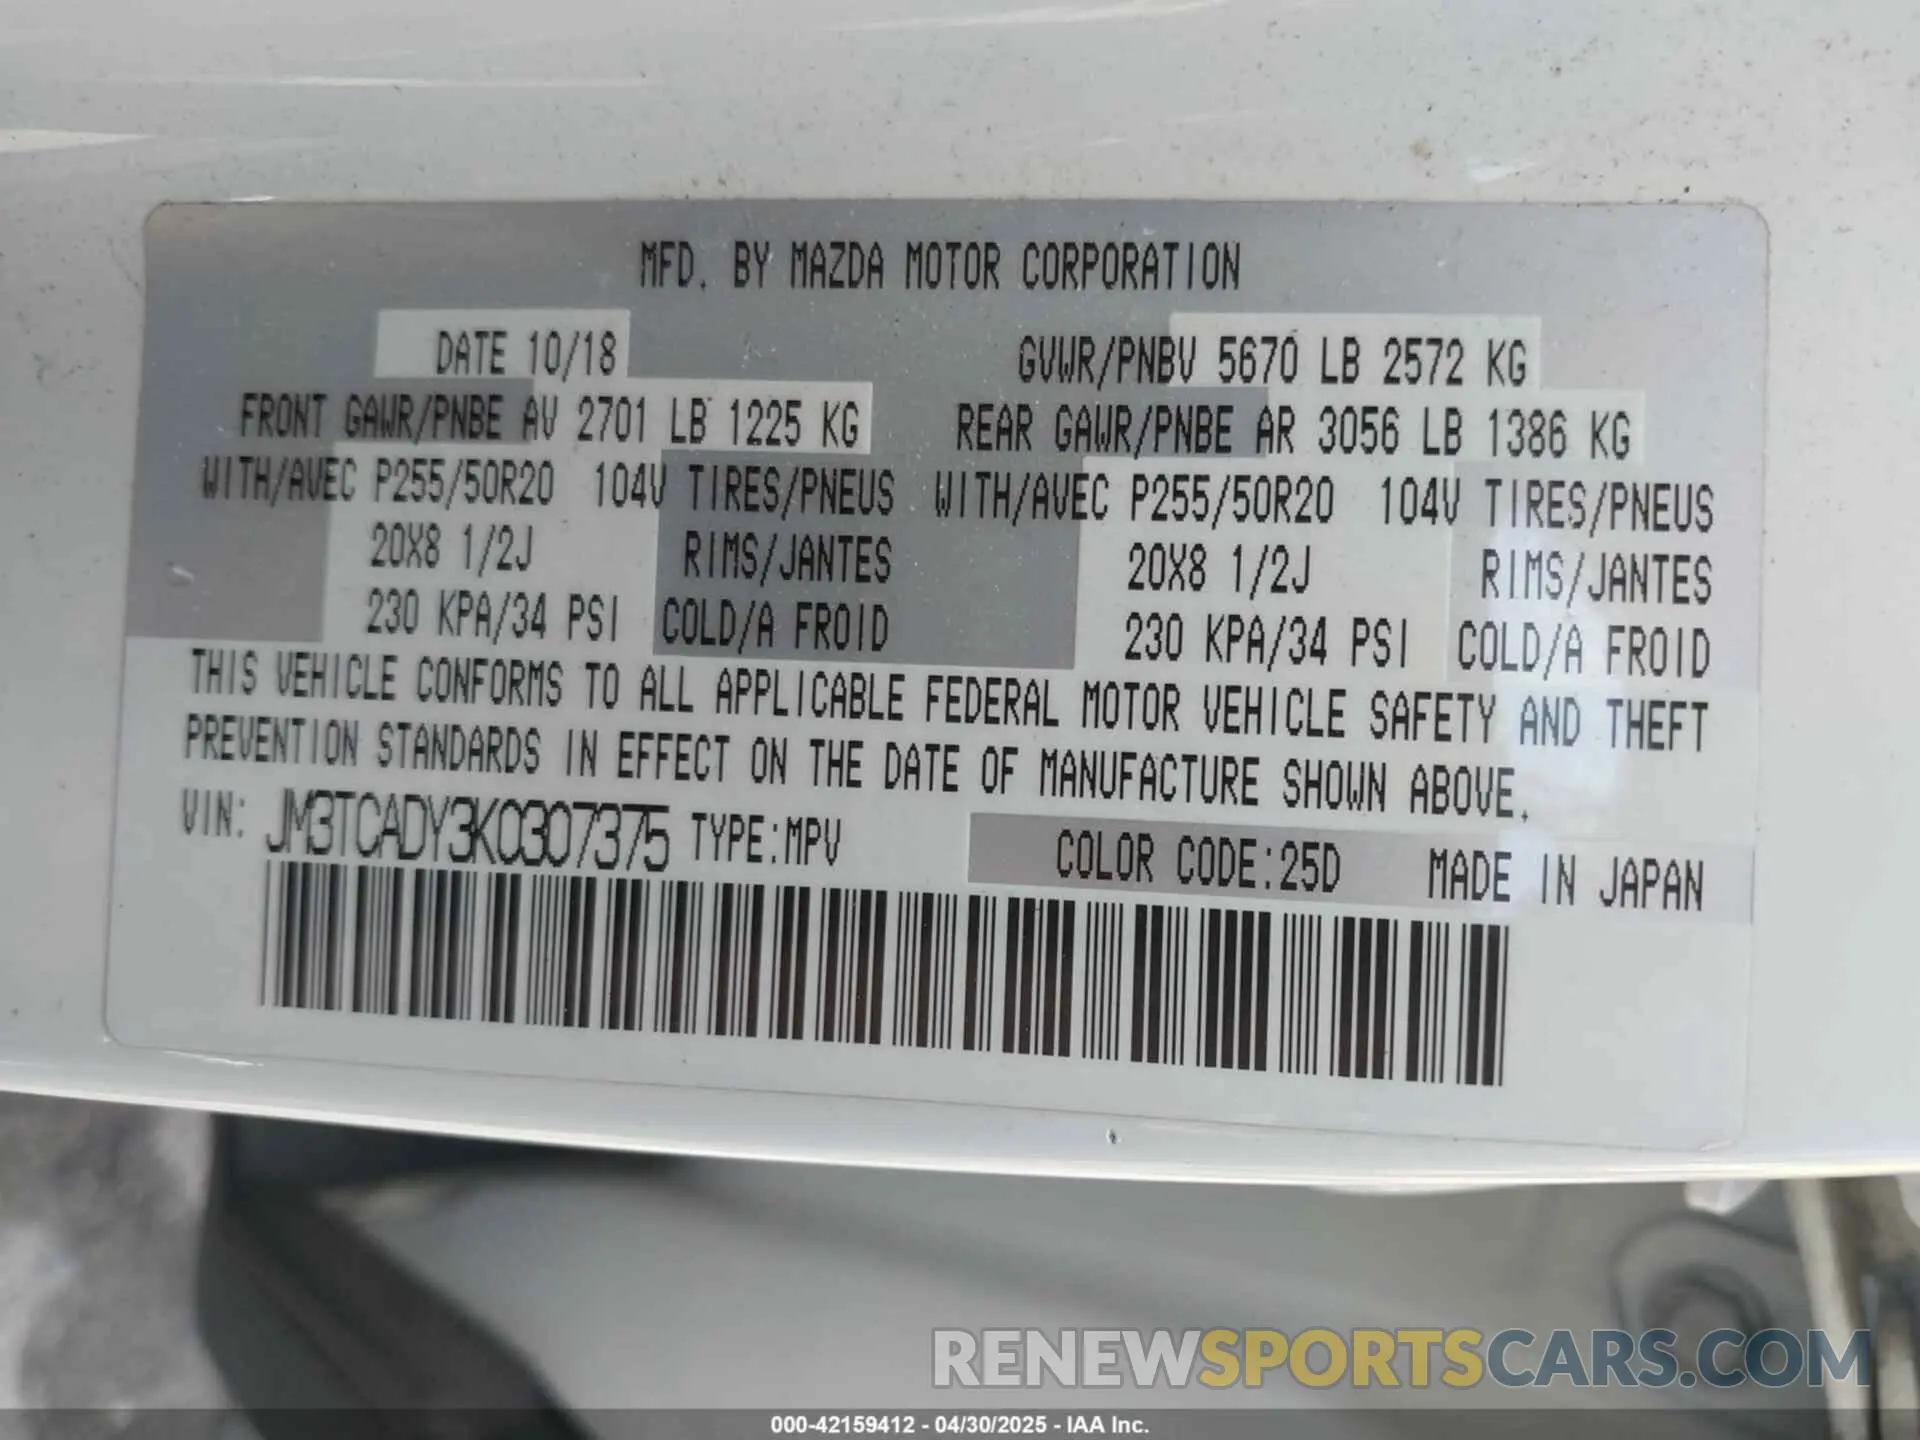 MFD. BY MAZDA MOTOR CORPORATION
DATE 10/18 GVWR/PNBV 5670 LB 2572 KG
FRONT GAWR/PNBE AV 2701 LB 1225 KG REAR GAWR/PNBE AR 3056 LB 1386 KG
WITH/AVEC P255/50R20 104V TIRES/PNEUS WITH/AVEC P255/50R20 104V TIRES/PNEUS
20X8 1/2J RIMS/JANTES 20X8 1/2J RIMS/JANTES
230 KPA/34 PSI COLD/A FROID 230 KPA/34 PSI COLD/A FROID
THIS VEHICLE CONFORMS TO ALL APPLICABLE FEDERAL MOTOR VEHICLE SAFETY AND THEFT
PREVENTION STANDARDS IN EFFECT ON THE DATE OF MANUFACTURE SHOWN ABOVE.
VIN: JM3TCADY3K0307375 TYPE:MPV COLOR CODE:25D MADE IN JAPAN
RENEWSPORTSCARS.COM
000-42159412 - 04/30/2025 - IAA Inc.